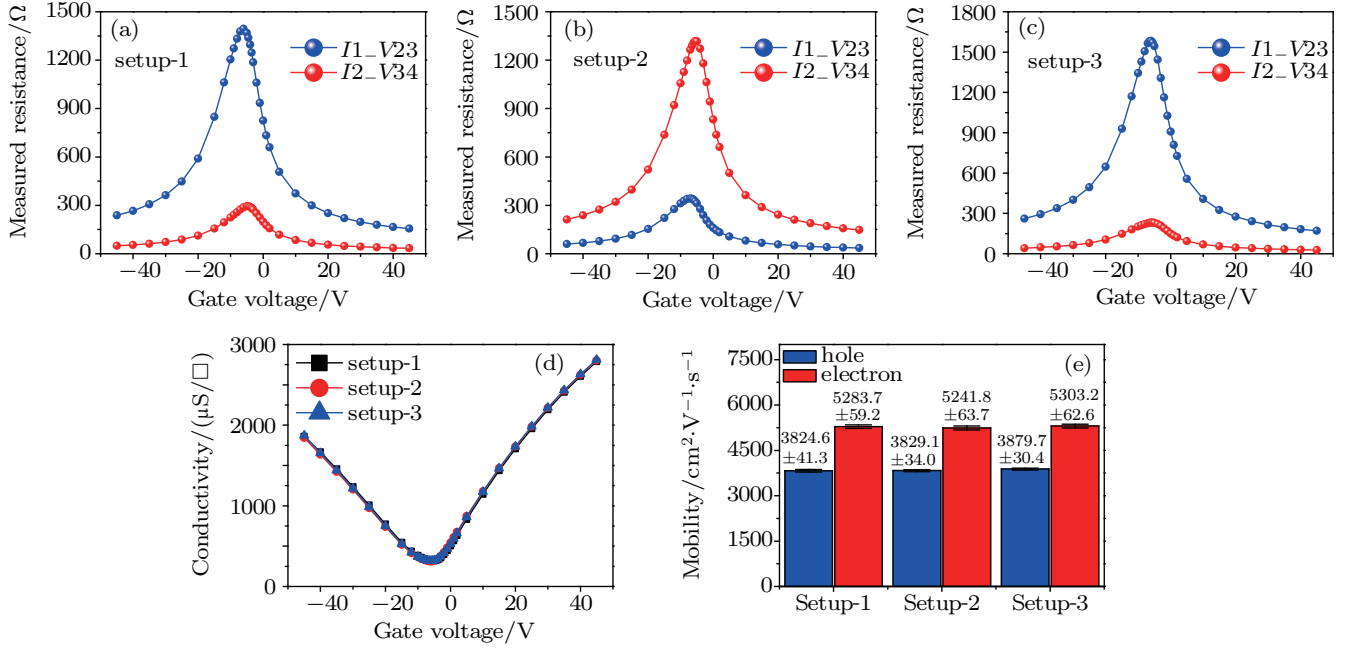 (a)
setup-1
I1_V23
I2_V34
Measured resistance/Ω
1500
1200
900
600
300
0
−40 −20 0 20 40
Gate voltage/V
(b)
setup-2
I1_V23
I2_V34
Measured resistance/Ω
1500
1200
900
600
300
0
−40 −20 0 20 40
Gate voltage/V
(c)
setup-3
I1_V23
I2_V34
Measured resistance/Ω
1800
1500
1200
900
600
300
0
−40 −20 0 20 40
Gate voltage/V
(d)
setup-1
setup-2
setup-3
Conductivity/(μS/□)
3000
2000
1000
0
−40 −20 0 20 40
Gate voltage/V
(e)
hole
electron
Mobility/cm²·V⁻¹·s⁻¹
7500
6000
4500
3000
1500
0
3824.6
±41.3
5283.7
±59.2
3829.1
±34.0
5241.8
±63.7
3879.7
±30.4
5303.2
±62.6
Setup-1 Setup-2 Setup-3